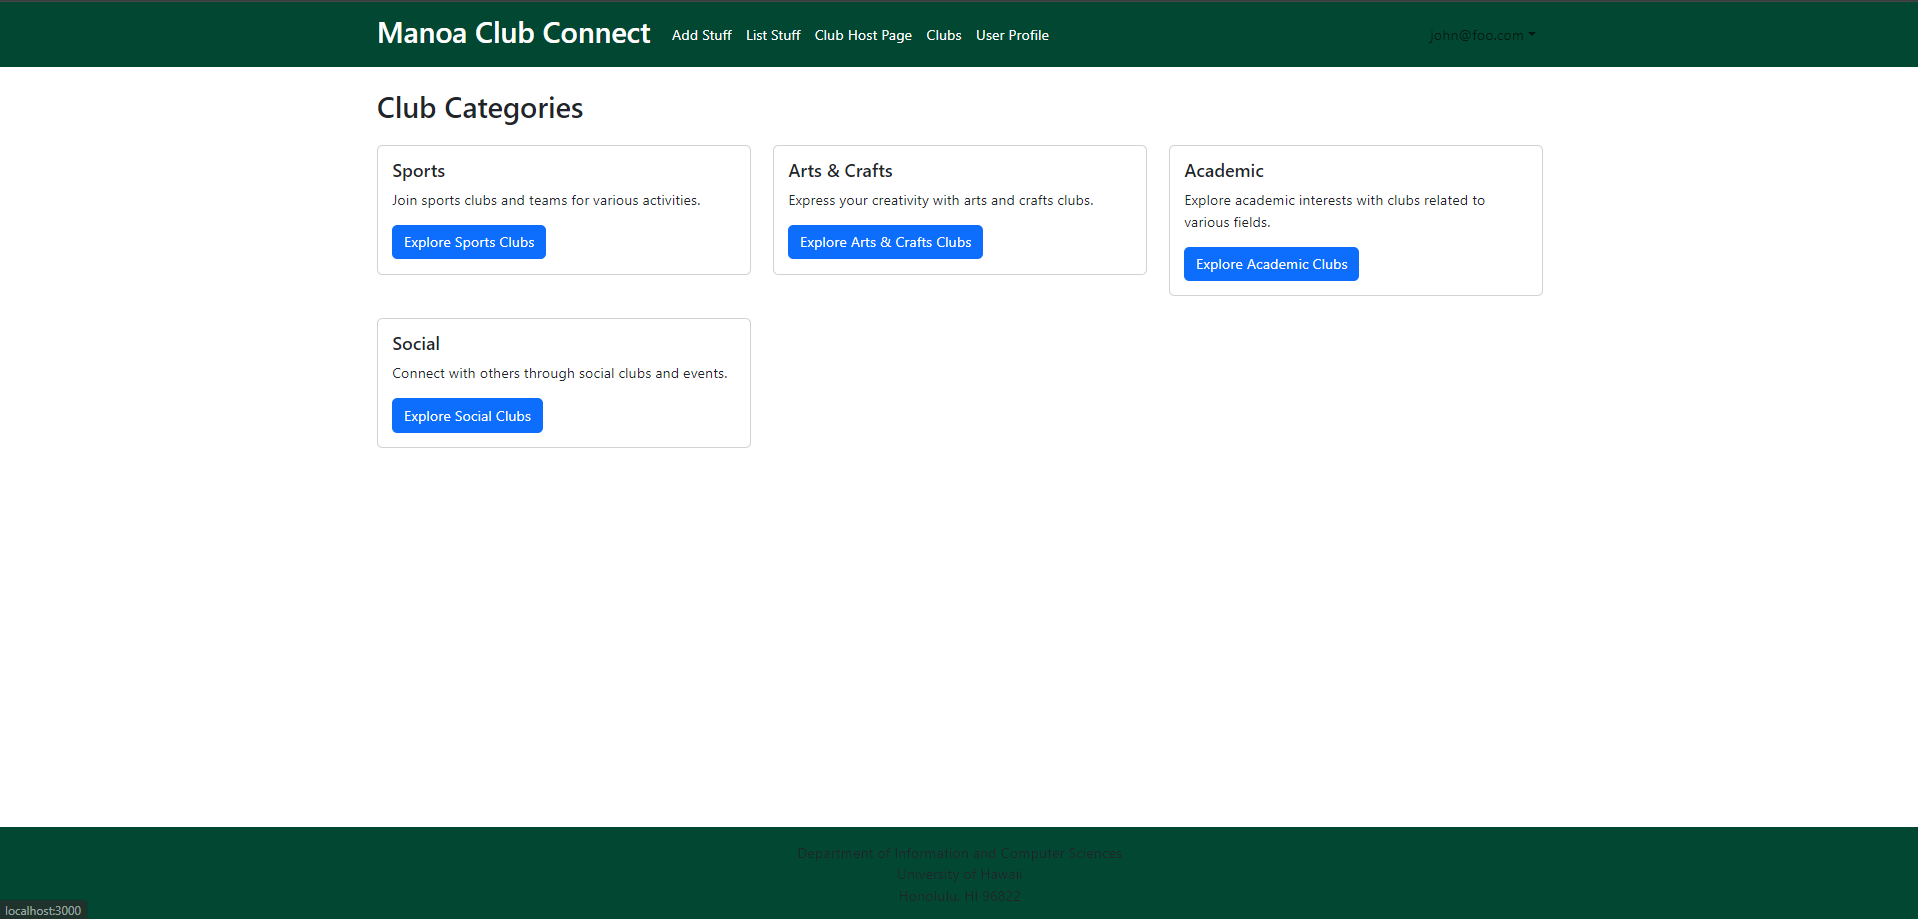 Manoa Club Connect Add Stuff List Stuff Club Host Page Clubs User Profile john@foo.com
Club Categories
Sports
Join sports clubs and teams for various activities.
Explore Sports Clubs
Arts & Crafts
Express your creativity with arts and crafts clubs.
Explore Arts & Crafts Clubs
Academic
Explore academic interests with clubs related to
various fields.
Explore Academic Clubs
Social
Connect with others through social clubs and events.
Explore Social Clubs
Department of Information and Computer Sciences
University of Hawaii
Honolulu, HI 96822
localhost:3000